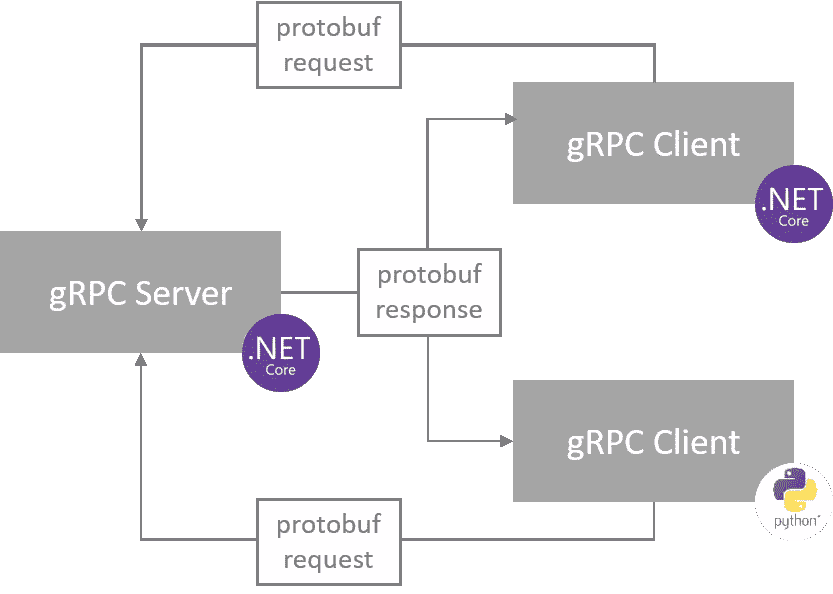 protobuf
request
gRPC Client
.NET
Core
protobuf
response
gRPC Server
.NET
Core
gRPC Client
python
protobuf
request